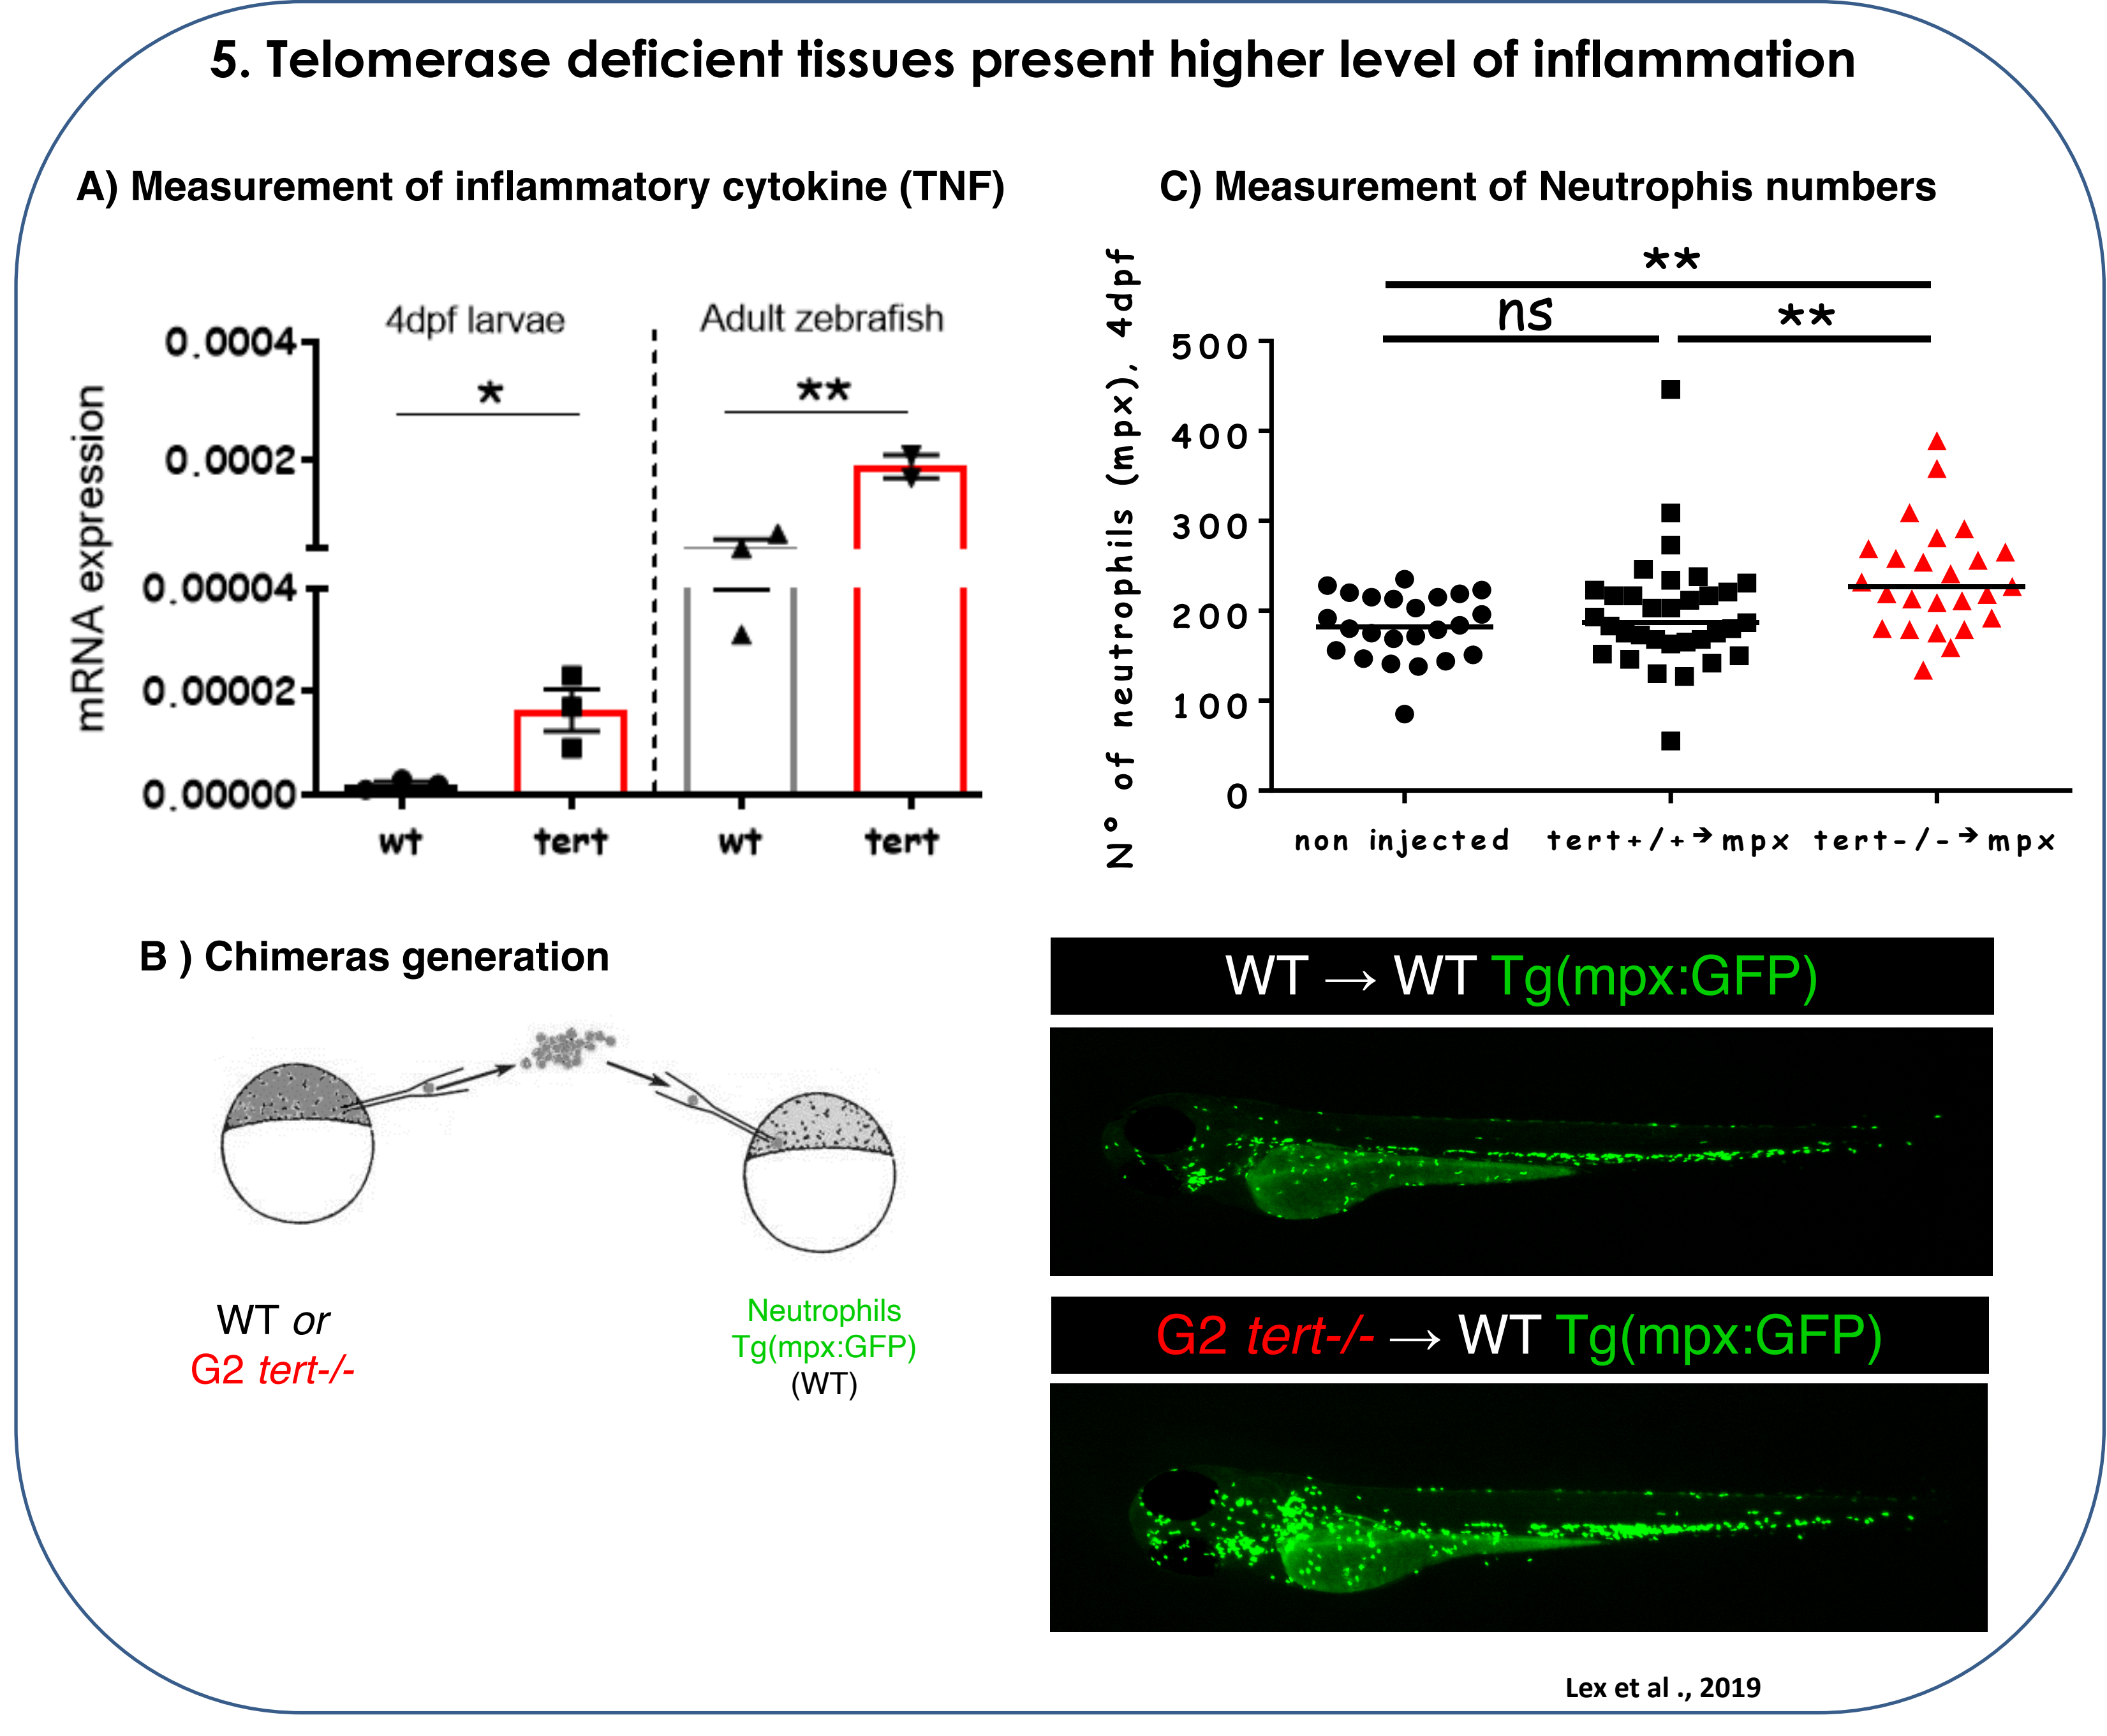 5. Telomerase deficient tissues present higher level of inflammation
A) Measurement of inflammatory cytokine (TNF)
mRNA expression
4dpf larvae
Adult zebrafish
*
**
0.0004
0.0002
0.00004
0.00002
0.00000
wt
tert
wt
tert
C) Measurement of Neutrophis numbers
N° of neutrophils (mpx), 4dpf
**
ns
**
500
400
300
200
100
0
non injected
tert+/+→mpx
tert-/-→mpx
B ) Chimeras generation
WT or
G2 tert-/-
Neutrophils
Tg(mpx:GFP)
(WT)
WT → WT Tg(mpx:GFP)
G2 tert-/- → WT Tg(mpx:GFP)
Lex et al ., 2019